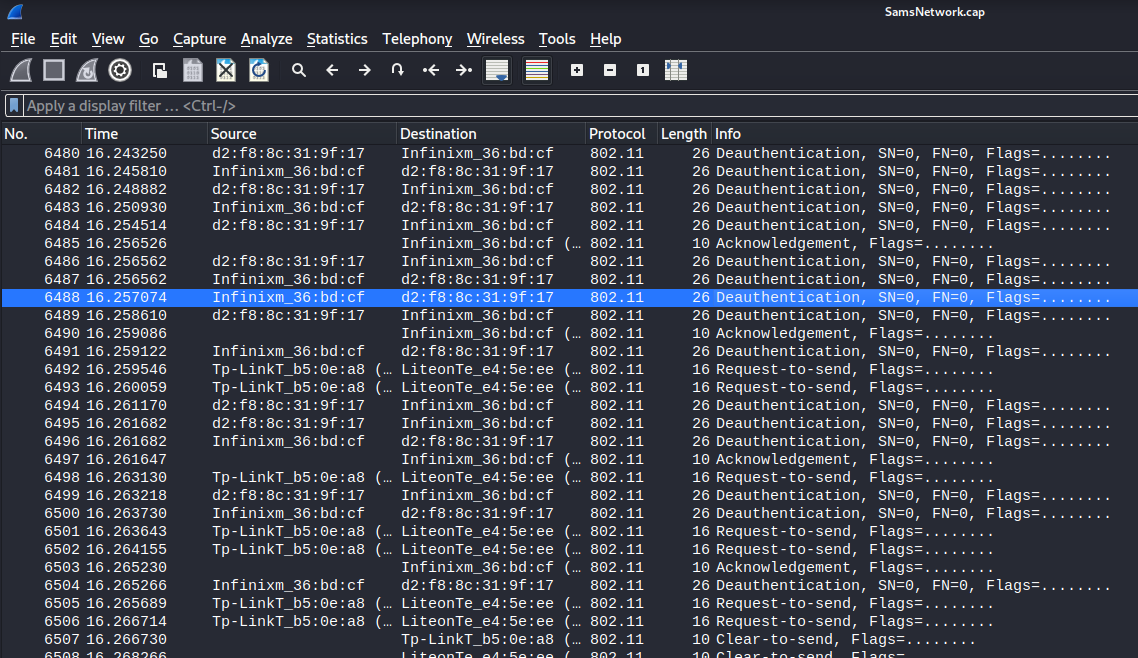 SamsNetwork.cap
File Edit View Go Capture Analyze Statistics Telephony Wireless Tools Help
Apply a display filter ... <Ctrl-/>
No. Time Source Destination Protocol Length Info
6480 16.243250 d2:f8:8c:31:9f:17 Infinixm_36:bd:cf 802.11 26 Deauthentication, SN=0, FN=0, Flags=........
6481 16.245810 Infinixm_36:bd:cf d2:f8:8c:31:9f:17 802.11 26 Deauthentication, SN=0, FN=0, Flags=........
6482 16.248882 d2:f8:8c:31:9f:17 Infinixm_36:bd:cf 802.11 26 Deauthentication, SN=0, FN=0, Flags=........
6483 16.250930 Infinixm_36:bd:cf d2:f8:8c:31:9f:17 802.11 26 Deauthentication, SN=0, FN=0, Flags=........
6484 16.254514 d2:f8:8c:31:9f:17 Infinixm_36:bd:cf 802.11 26 Deauthentication, SN=0, FN=0, Flags=........
6485 16.256526 Infinixm_36:bd:cf (… 802.11 10 Acknowledgement, Flags=........
6486 16.256562 d2:f8:8c:31:9f:17 Infinixm_36:bd:cf 802.11 26 Deauthentication, SN=0, FN=0, Flags=........
6487 16.256562 Infinixm_36:bd:cf d2:f8:8c:31:9f:17 802.11 26 Deauthentication, SN=0, FN=0, Flags=........
6488 16.257074 Infinixm_36:bd:cf d2:f8:8c:31:9f:17 802.11 26 Deauthentication, SN=0, FN=0, Flags=........
6489 16.258610 d2:f8:8c:31:9f:17 Infinixm_36:bd:cf 802.11 26 Deauthentication, SN=0, FN=0, Flags=........
6490 16.259086 Infinixm_36:bd:cf (… 802.11 10 Acknowledgement, Flags=........
6491 16.259122 Infinixm_36:bd:cf d2:f8:8c:31:9f:17 802.11 26 Deauthentication, SN=0, FN=0, Flags=........
6492 16.259546 Tp-LinkT_b5:0e:a8 (… LiteonTe_e4:5e:ee (… 802.11 16 Request-to-send, Flags=........
6493 16.260059 Tp-LinkT_b5:0e:a8 (… LiteonTe_e4:5e:ee (… 802.11 16 Request-to-send, Flags=........
6494 16.261170 d2:f8:8c:31:9f:17 Infinixm_36:bd:cf 802.11 26 Deauthentication, SN=0, FN=0, Flags=........
6495 16.261682 d2:f8:8c:31:9f:17 Infinixm_36:bd:cf 802.11 26 Deauthentication, SN=0, FN=0, Flags=........
6496 16.261682 Infinixm_36:bd:cf d2:f8:8c:31:9f:17 802.11 26 Deauthentication, SN=0, FN=0, Flags=........
6497 16.261647 Infinixm_36:bd:cf (… 802.11 10 Acknowledgement, Flags=........
6498 16.263130 Tp-LinkT_b5:0e:a8 (… LiteonTe_e4:5e:ee (… 802.11 16 Request-to-send, Flags=........
6499 16.263218 d2:f8:8c:31:9f:17 Infinixm_36:bd:cf 802.11 26 Deauthentication, SN=0, FN=0, Flags=........
6500 16.263730 Infinixm_36:bd:cf d2:f8:8c:31:9f:17 802.11 26 Deauthentication, SN=0, FN=0, Flags=........
6501 16.263643 Tp-LinkT_b5:0e:a8 (… LiteonTe_e4:5e:ee (… 802.11 16 Request-to-send, Flags=........
6502 16.264155 Tp-LinkT_b5:0e:a8 (… LiteonTe_e4:5e:ee (… 802.11 16 Request-to-send, Flags=........
6503 16.265230 Infinixm_36:bd:cf (… 802.11 10 Acknowledgement, Flags=........
6504 16.265266 Infinixm_36:bd:cf d2:f8:8c:31:9f:17 802.11 26 Deauthentication, SN=0, FN=0, Flags=........
6505 16.265689 Tp-LinkT_b5:0e:a8 (… LiteonTe_e4:5e:ee (… 802.11 16 Request-to-send, Flags=........
6506 16.266714 Tp-LinkT_b5:0e:a8 (… LiteonTe_e4:5e:ee (… 802.11 16 Request-to-send, Flags=........
6507 16.266730 Tp-LinkT_b5:0e:a8 (… 802.11 10 Clear-to-send, Flags=........
6508 16.268266 LiteonTe_e4:5e:ee (… 802.11 10 Clear-to-send, Flags=